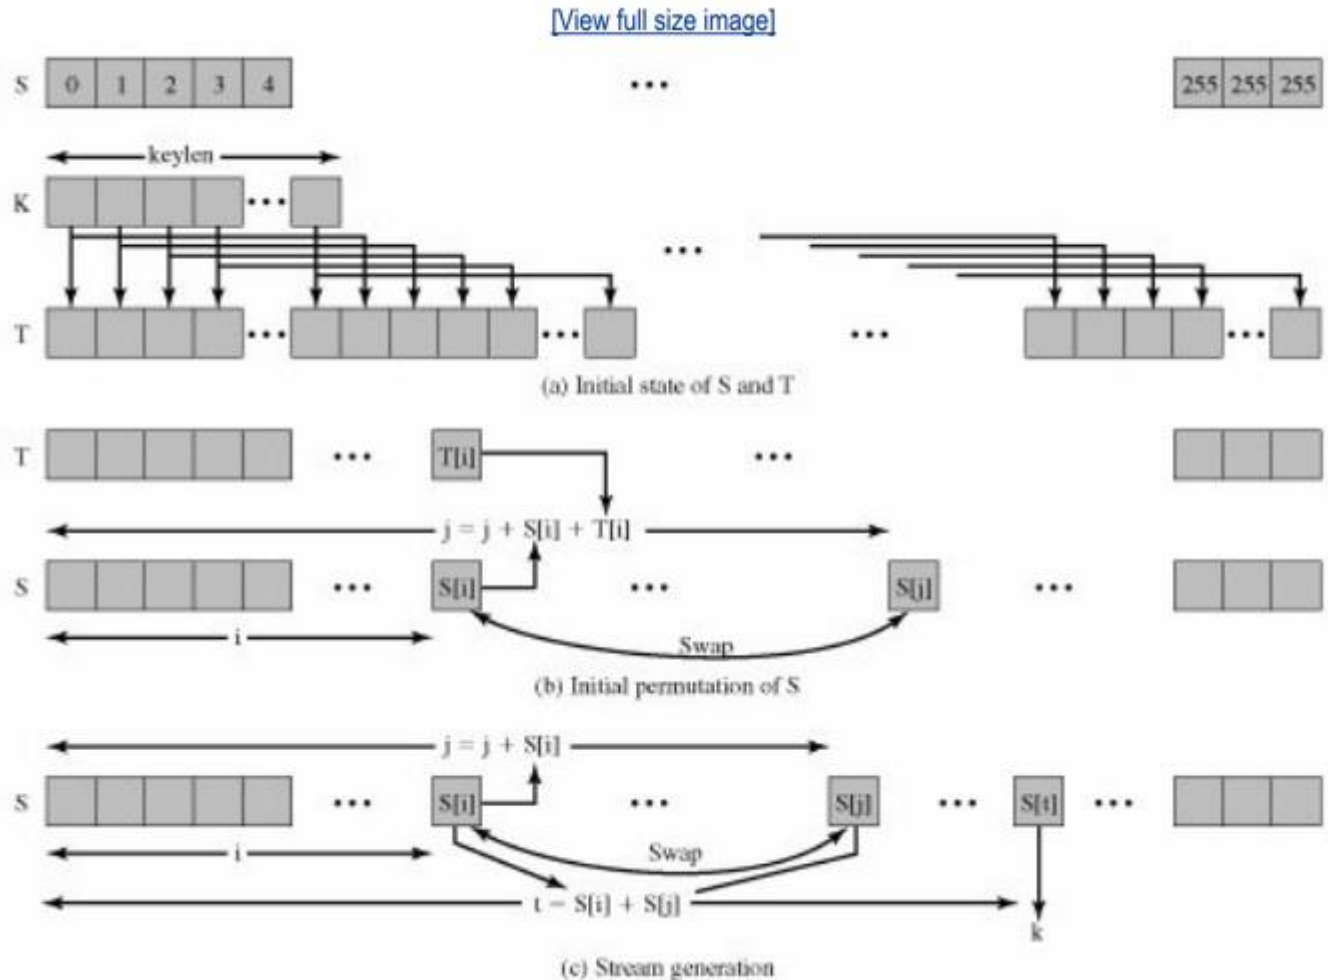 [View full size image]
S 0 1 2 3 4 ... 255 255 255
keylen
K ...
...
T ... ... ...
(a) Initial state of S and T
T ... T[i] ...
j = j + S[i] + T[i]
S ... S[i] ... S[j] ...
i
Swap
(b) Initial permutation of S
j = j + S[i]
S ... S[i] ... S[j] ... S[t] ...
i
Swap
t = S[i] + S[j]
k
(c) Stream generation